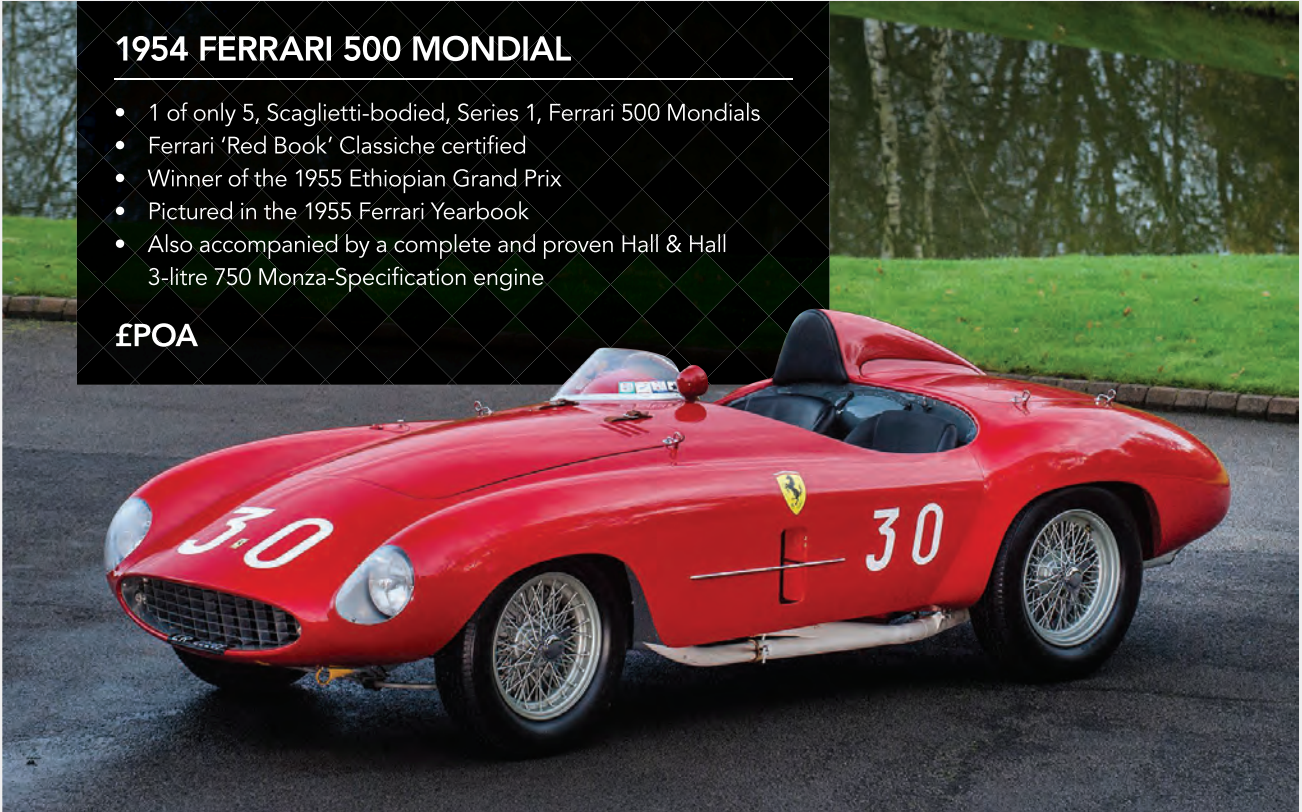 1954 FERRARI 500 MONDIAL
• 1 of only 5, Scaglietti-bodied, Series 1, Ferrari 500 Mondials
• Ferrari ‘Red Book’ Classiche certified
• Winner of the 1955 Ethiopian Grand Prix
• Pictured in the 1955 Ferrari Yearbook
• Also accompanied by a complete and proven Hall & Hall
3-litre 750 Monza-Specification engine
£POA
30
30